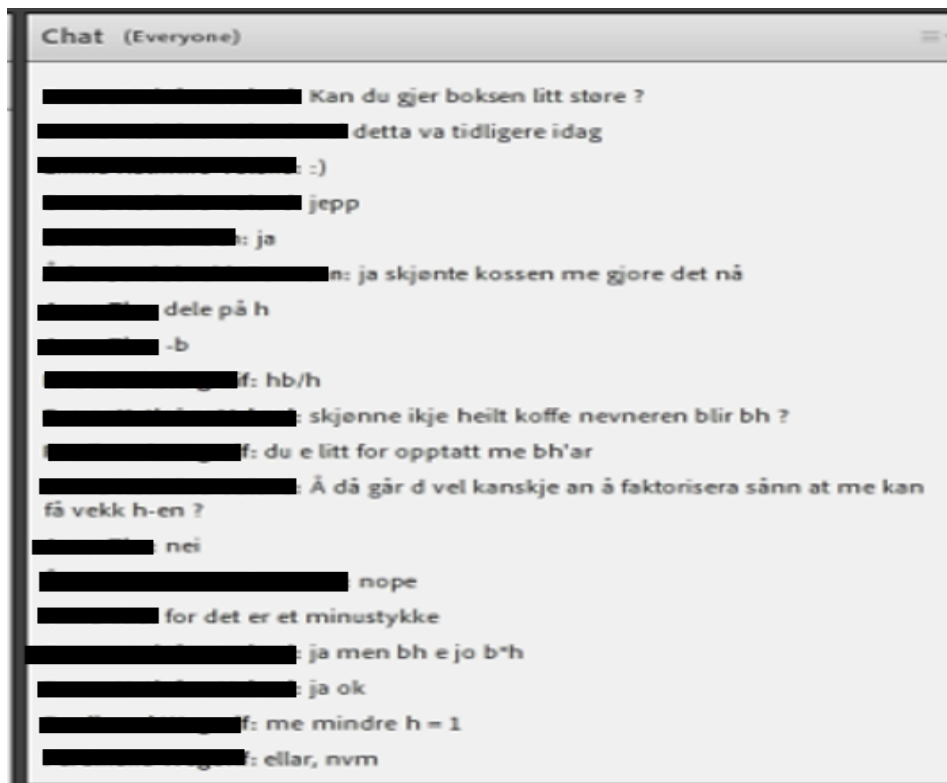 Chat (Everyone)
Kan du gjer boksen litt støre ?
detta va tidligere idag
: :)
jepp
: ja
n: ja skjønte kossen me gjore det nå
dele på h
-b
f: hb/h
: skjønne ikje heilt koffe nevneren blir bh ?
f: du e litt for opptatt me bh'ar
: Å då går d vel kanskje an å faktorisera sånn at me kan
få vekk h-en ?
: nei
: nope
for det er et minustykke
: ja men bh e jo b*h
: ja ok
f: me mindre h = 1
f: ellar, nvm